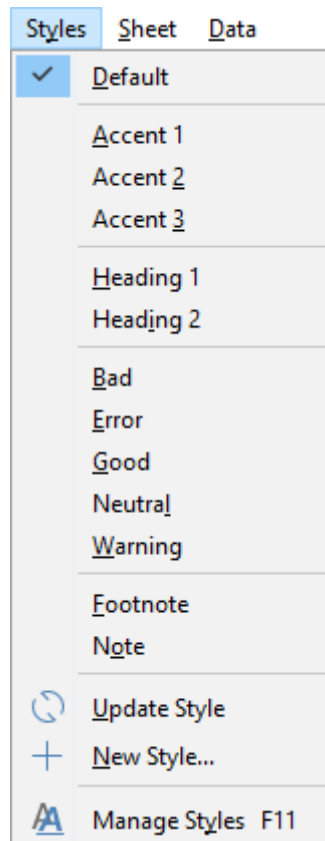 Styles Sheet Data
Default
Accent 1
Accent 2
Accent 3
Heading 1
Heading 2
Bad
Error
Good
Neutral
Warning
Footnote
Note
Update Style
New Style...
Manage Styles F11